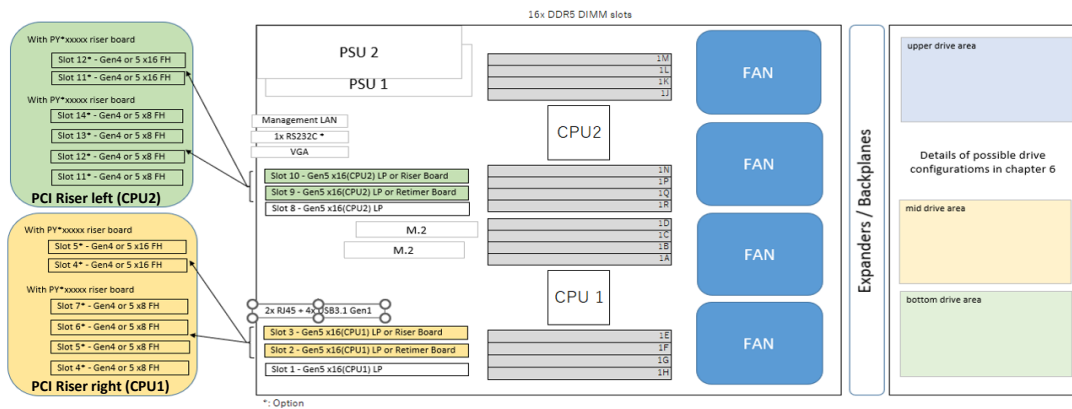 16x DDR5 DIMM slots
With PY*xxxxx riser board
Slot 12* - Gen4 or 5 x16 FH
Slot 11* - Gen4 or 5 x16 FH
With PY*xxxxx riser board
Slot 14* - Gen4 or 5 x8 FH
Slot 13* - Gen4 or 5 x8 FH
Slot 12* - Gen4 or 5 x8 FH
Slot 11* - Gen4 or 5 x8 FH
PCI Riser left (CPU2)
With PY*xxxxx riser board
Slot 5* - Gen4 or 5 x16 FH
Slot 4* - Gen4 or 5 x16 FH
With PY*xxxxx riser board
Slot 7* - Gen4 or 5 x8 FH
Slot 6* - Gen4 or 5 x8 FH
Slot 5* - Gen4 or 5 x8 FH
Slot 4* - Gen4 or 5 x8 FH
PCI Riser right (CPU1)
PSU 2
PSU 1
Management LAN
1x RS232C *
VGA
Slot 10 - Gen5 x16(CPU2) LP or Riser Board
Slot 9 - Gen5 x16(CPU2) LP or Retimer Board
Slot 8 - Gen5 x16(CPU2) LP
M.2
M.2
2x RJ45 + 4x USB3.1 Gen1
Slot 3 - Gen5 x16(CPU1) LP or Riser Board
Slot 2 - Gen5 x16(CPU1) LP or Retimer Board
Slot 1 - Gen5 x16(CPU1) LP
*: Option
1M
1L
1K
1J
CPU2
1N
1P
1Q
1R
1D
1C
1B
1A
CPU 1
1E
1F
1G
1H
FAN
FAN
FAN
FAN
Expanders / Backplanes
upper drive area
Details of possible drive
configuratioms in chapter 6
mid drive area
bottom drive area